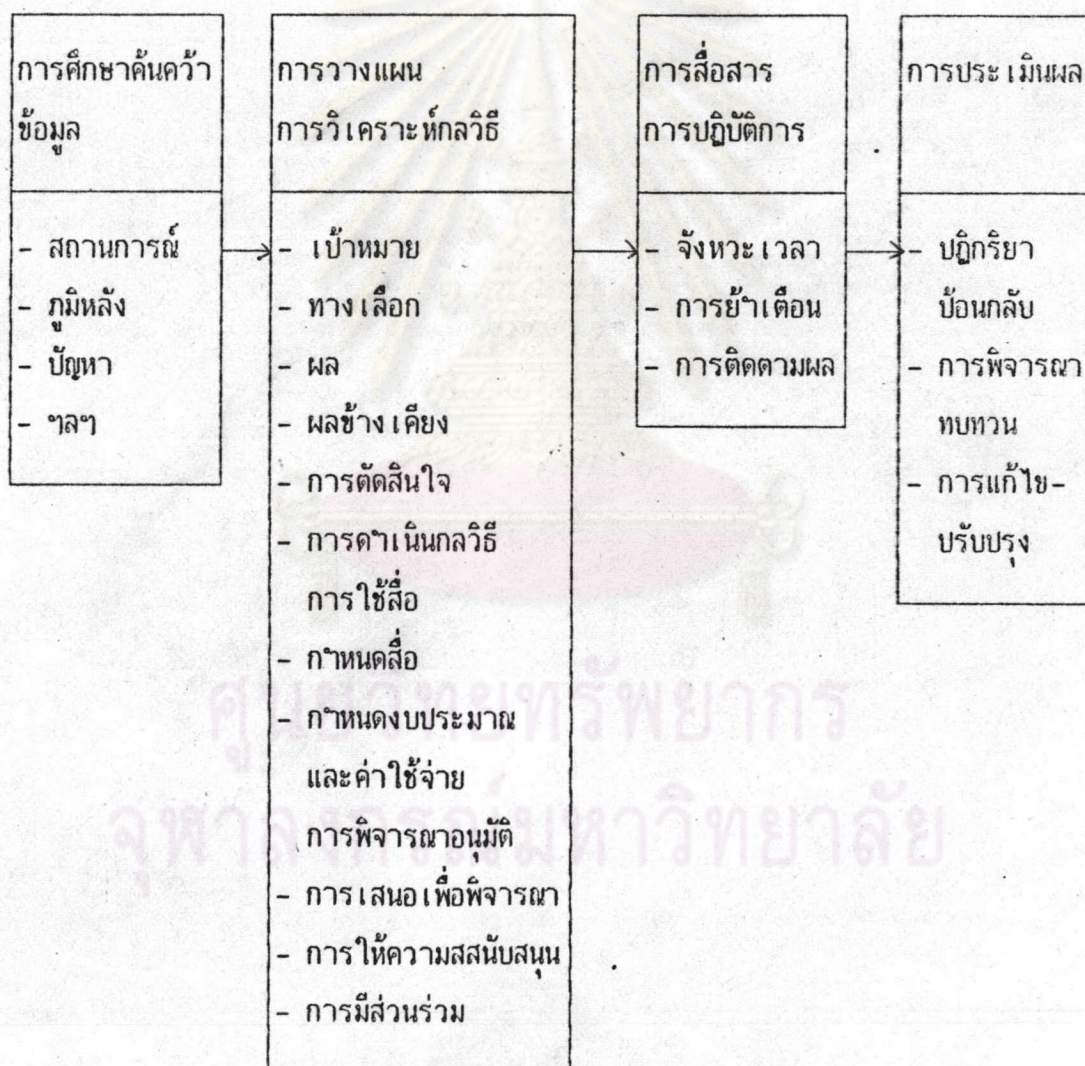 การศึกษาค้นคว้า
ข้อมูล
- สถานการณ์
- ภูมิหลัง
- ปัญหา
- ฯลฯ
การวางแผน
การวิเคราะห์กลวิธี
- เป้าหมาย
- ทางเลือก
- ผล
- ผลข้างเคียง
- การตัดสินใจ
- การดำเนินกลวิธี
การใช้สื่อ
- กำหนดสื่อ
- กำหนดงบประมาณ
และค่าใช้จ่าย
การพิจารณาอนุมัติ
- การเสนอเพื่อพิจารณา
- การให้ความสสนับสนุน
- การมีส่วนร่วม
การสื่อสาร
การปฏิบัติการ
- จังหวะเวลา
- การย้ำเตือน
- การติดตามผล
การประเมินผล
- ปฏิกริยา
ป้อนกลับ
- การพิจารณา
ทบทวน
- การแก้ไข-
ปรับปรุง
ศูนย์วิทยทรัพยากร
จุฬาลงกรณ์มหาวิทยาลัย